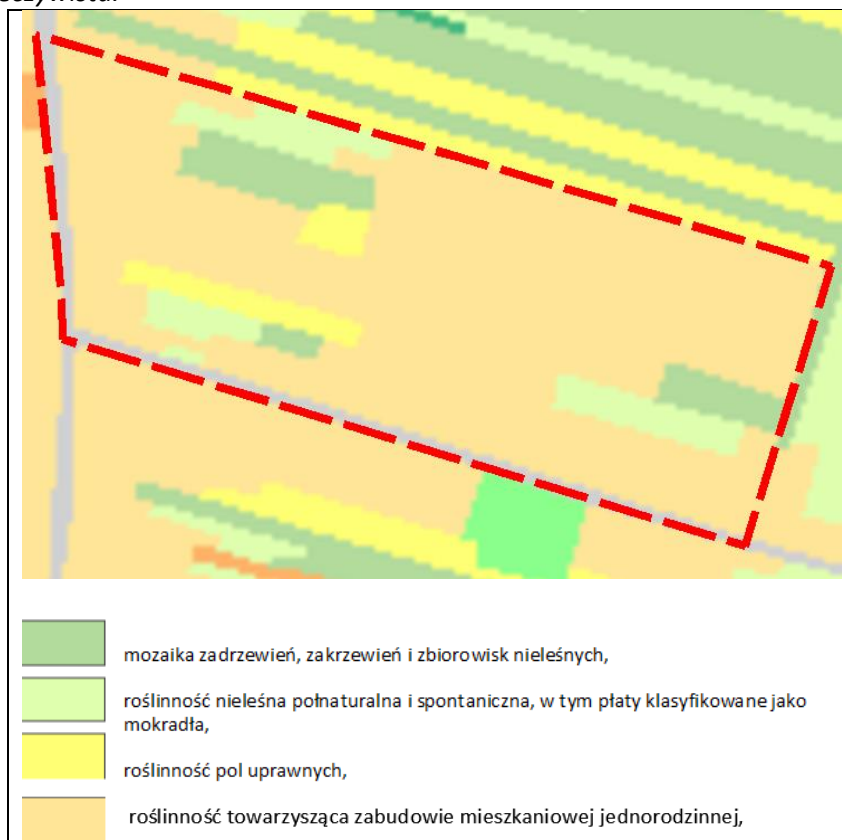 mozaika zadrzewień, zakrzewień i zbiorowisk nieleśnych,
roślinność nieleśna połnaturalna i spontaniczna, w tym płaty klasyfikowane jako
mokradła,
roślinność pol uprawnych,
roślinność towarzysząca zabudowie mieszkaniowej jednorodzinnej,